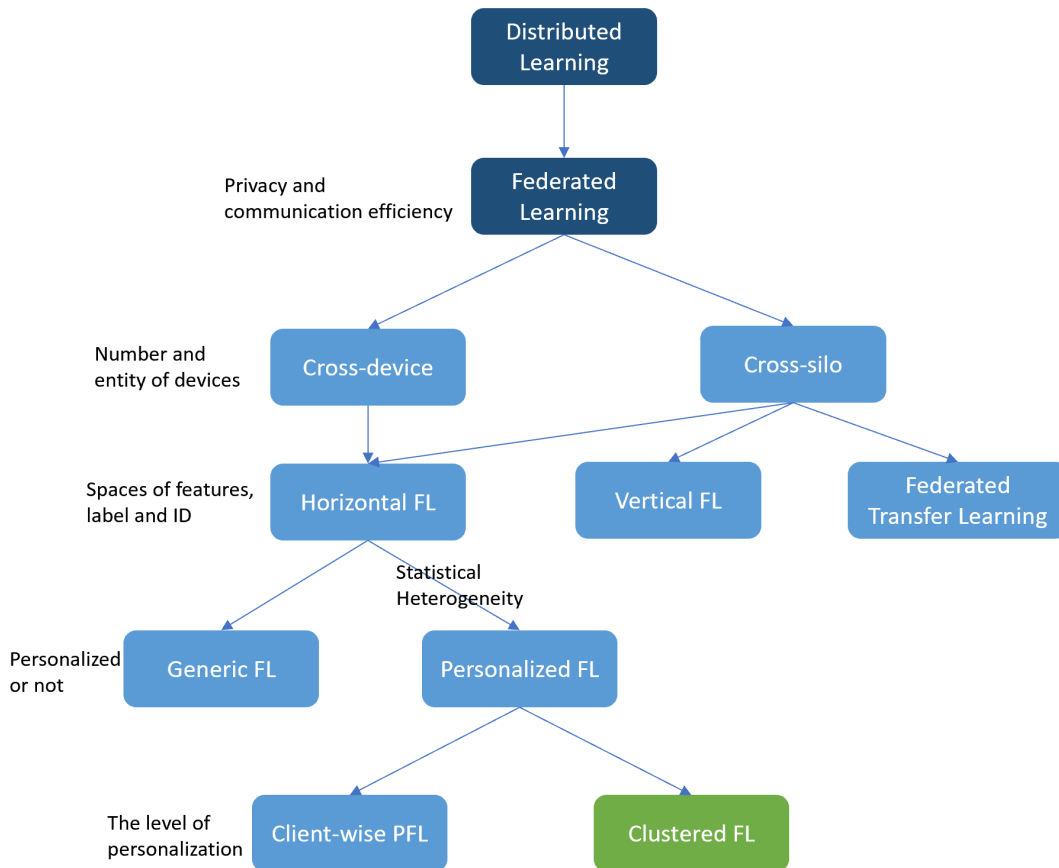 Distributed
Learning
Privacy and
communication efficiency
Federated
Learning
Number and
entity of devices
Cross-device
Cross-silo
Spaces of features,
label and ID
Horizontal FL
Vertical FL
Federated
Transfer Learning
Statistical
Heterogeneity
Personalized
or not
Generic FL
Personalized FL
The level of
personalization
Client-wise PFL
Clustered FL